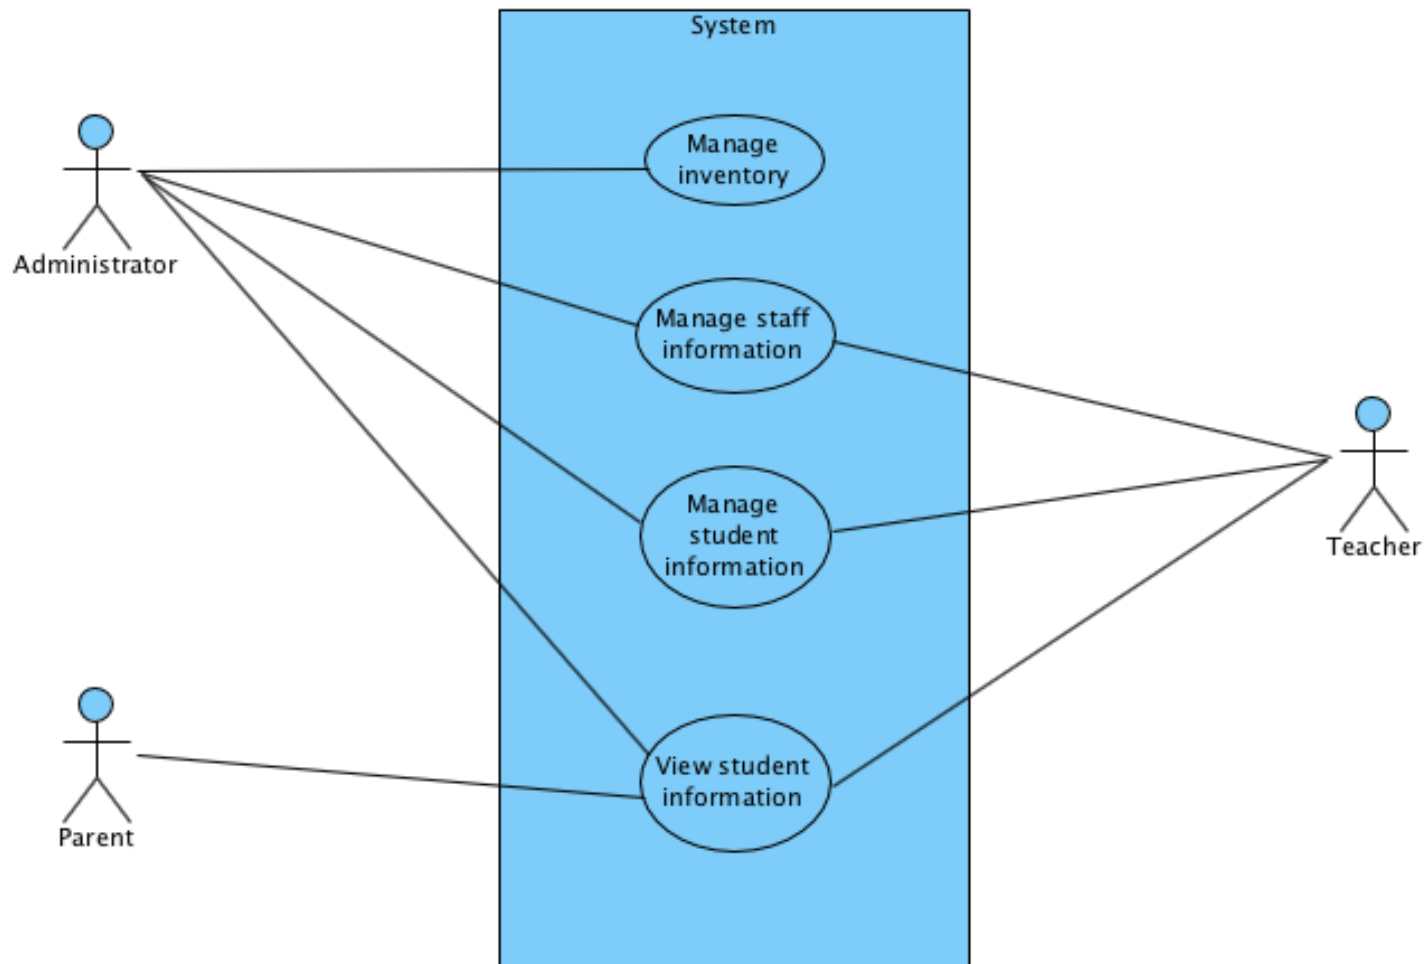 System
Manage
inventory
Administrator
Manage staff
information
Manage
student
information
Teacher
View student
information
Parent